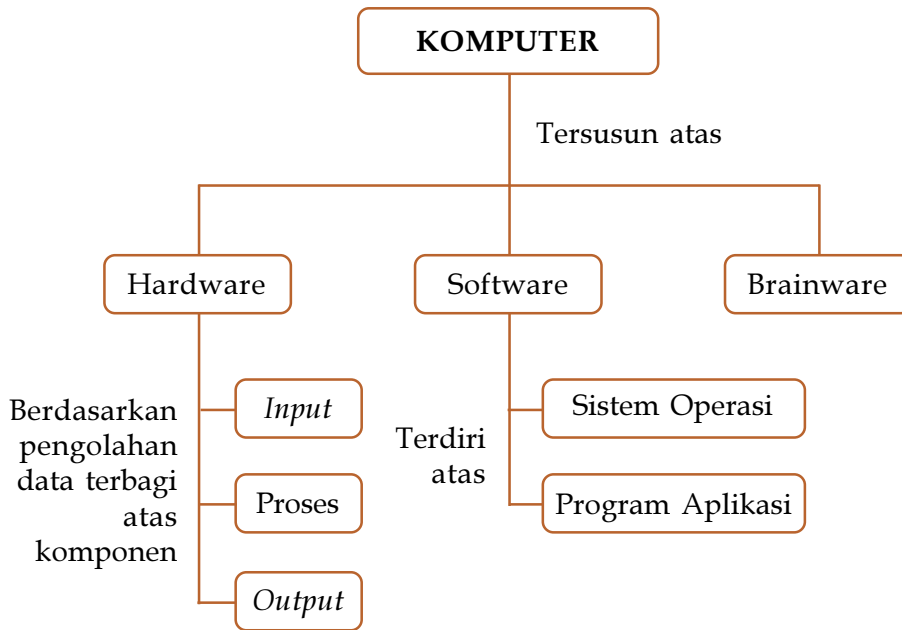 KOMPUTER
Tersusun atas
Hardware
Software
Brainware
Berdasarkan
pengolahan
data terbagi
atas
komponen
Input
Proses
Output
Terdiri
atas
Sistem Operasi
Program Aplikasi